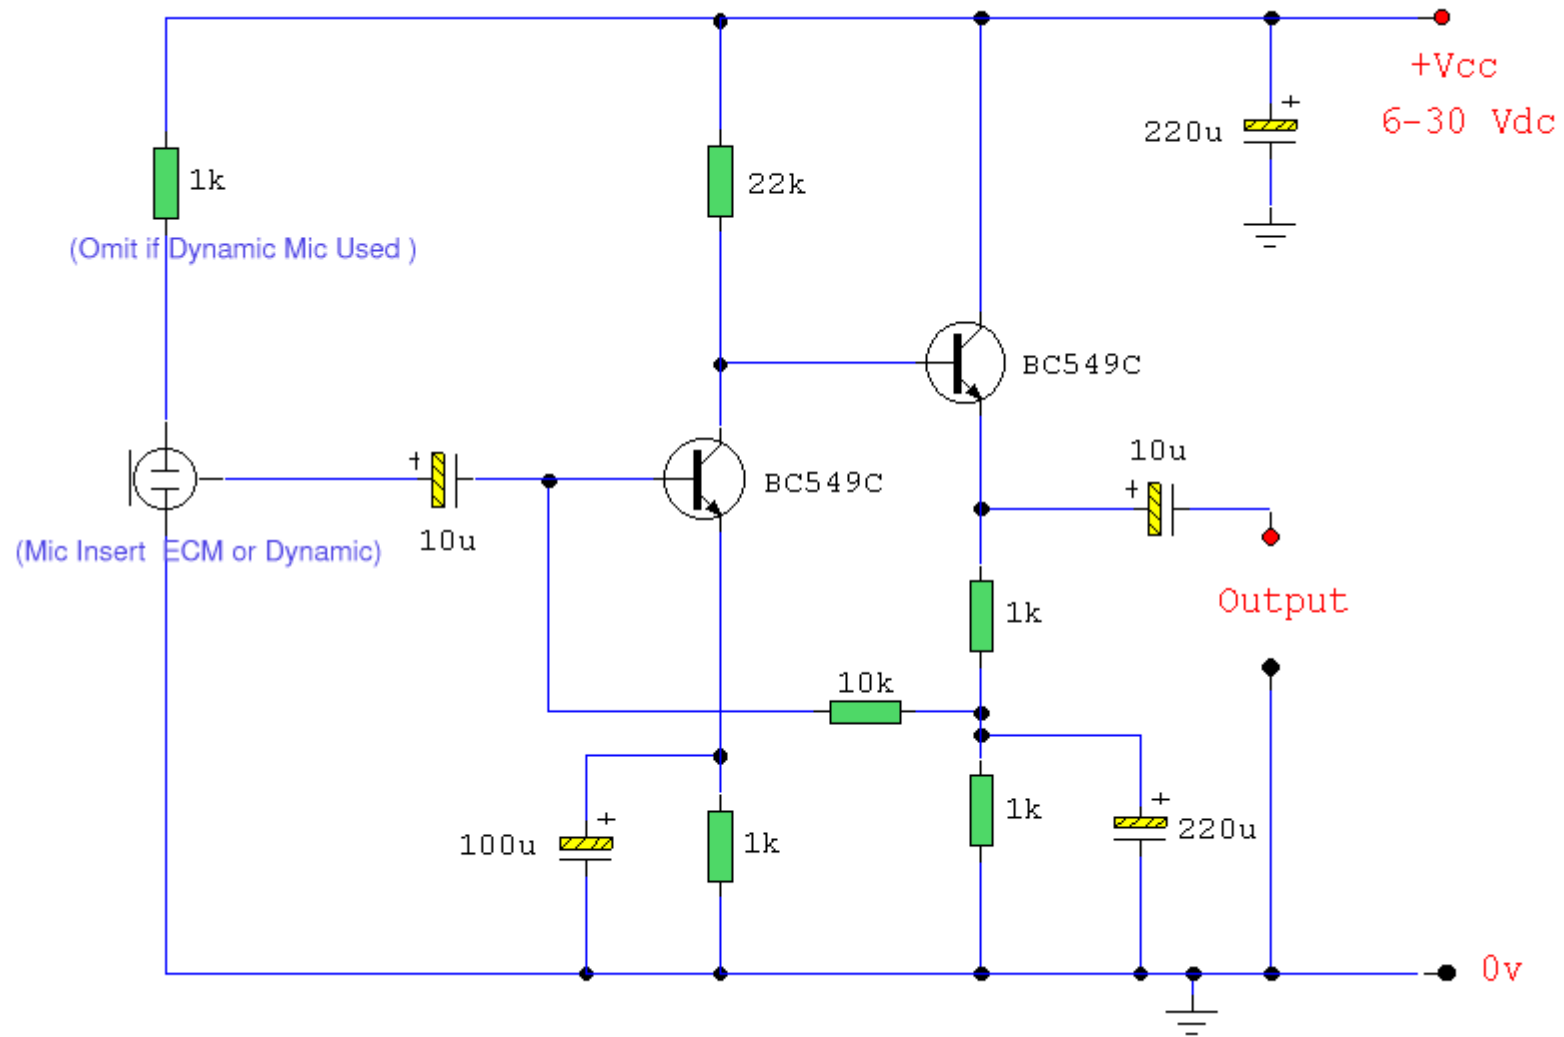 +Vcc
6-30 Vdc
+
220u
1k
22k
(Omit if Dynamic Mic Used )
BC549C
+
10u
BC549C
10u
+
(Mic Insert  ECM or Dynamic)
Output
1k
10k
+
100u
1k
1k
+
220u
0v